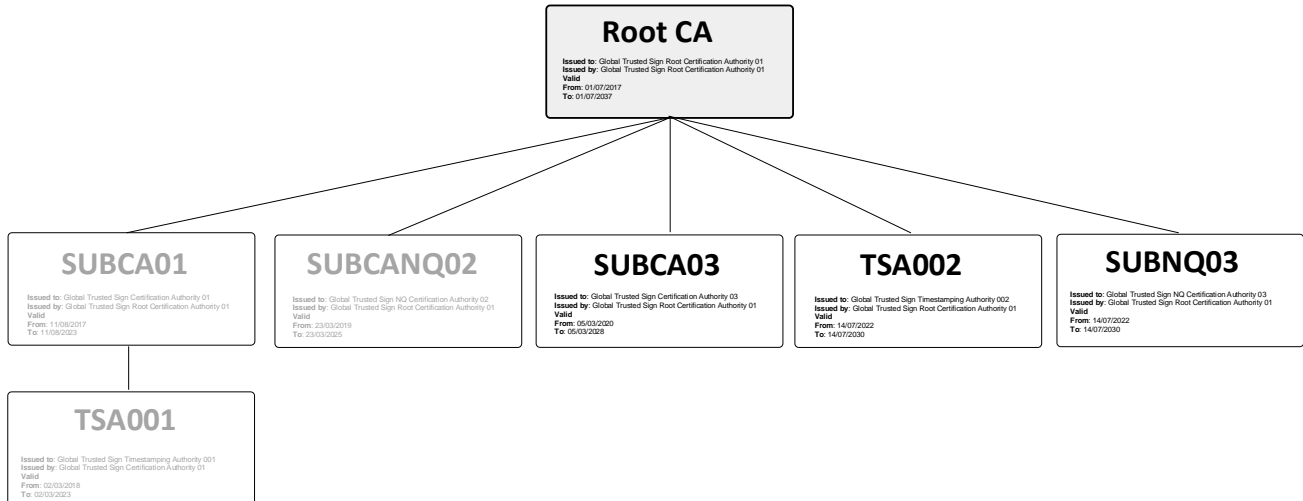 Root CA
Issued to: Global Trusted Sign Root Certification Authority 01
Issued by: Global Trusted Sign Root Certification Authority 01
Valid
From: 01/07/2017
To: 01/07/2037
SUBCA01
Issued to: Global Trusted Sign Certification Authority 01
Issued by: Global Trusted Sign Root Certification Authority 01
Valid
From: 11/08/2017
To: 11/08/2023
SUBCANQ02
Issued to: Global Trusted Sign NQ Certification Authority 02
Issued by: Global Trusted Sign Root Certification Authority 01
Valid
From: 23/03/2019
To: 23/03/2025
SUBCA03
Issued to: Global Trusted Sign Certification Authority 03
Issued by: Global Trusted Sign Root Certification Authority 01
Valid
From: 05/03/2020
To: 05/03/2028
TSA002
Issued to: Global Trusted Sign Timestamping Authority 002
Issued by: Global Trusted Sign Root Certification Authority 01
Valid
From: 14/07/2022
To: 14/07/2030
SUBNQ03
Issued to: Global Trusted Sign NQ Certification Authority 03
Issued by: Global Trusted Sign Root Certification Authority 01
Valid
From: 14/07/2022
To: 14/07/2030
TSA001
Issued to: Global Trusted Sign Timestamping Authority 001
Issued by: Global Trusted Sign Certification Authority 01
Valid
From: 02/03/2018
To: 02/03/2023